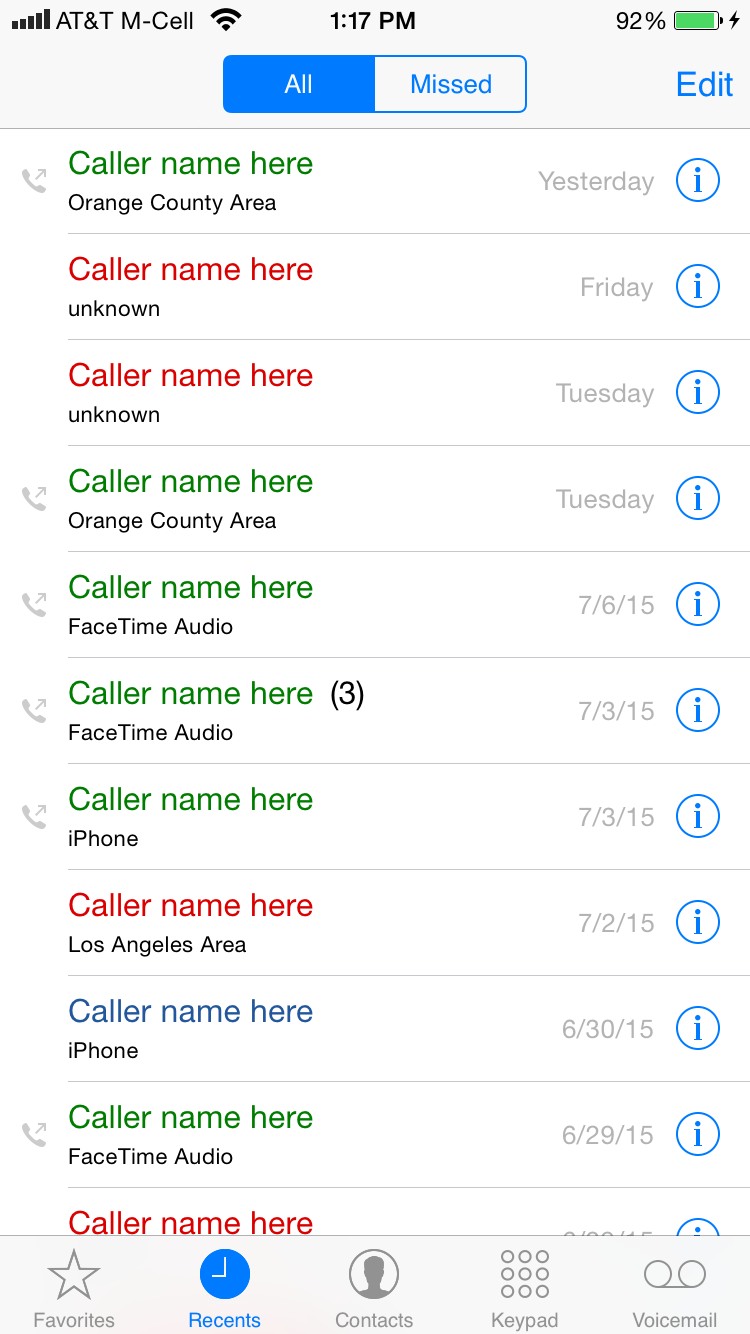 AT&T M-Cell 1:17 PM 92%
All Missed Edit
Caller name here
Orange County Area
Yesterday
Caller name here
unknown
Friday
Caller name here
unknown
Tuesday
Caller name here
Orange County Area
Tuesday
Caller name here
FaceTime Audio
7/6/15
Caller name here (3)
FaceTime Audio
7/3/15
Caller name here
iPhone
7/3/15
Caller name here
Los Angeles Area
7/2/15
Caller name here
iPhone
6/30/15
Caller name here
FaceTime Audio
6/29/15
Caller name here
Favorites Recents Contacts Keypad Voicemail